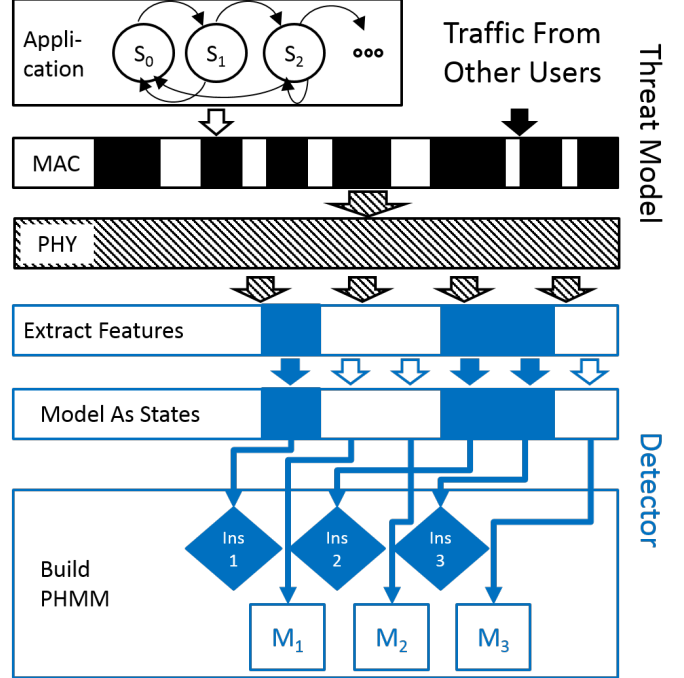 Appli-
cation
S₀ S₁ S₂
Traffic From
Other Users
Threat Model
MAC
PHY
Extract Features
Model As States
Detector
Ins
1
Ins
2
Ins
3
Build
PHMM
M₁ M₂ M₃